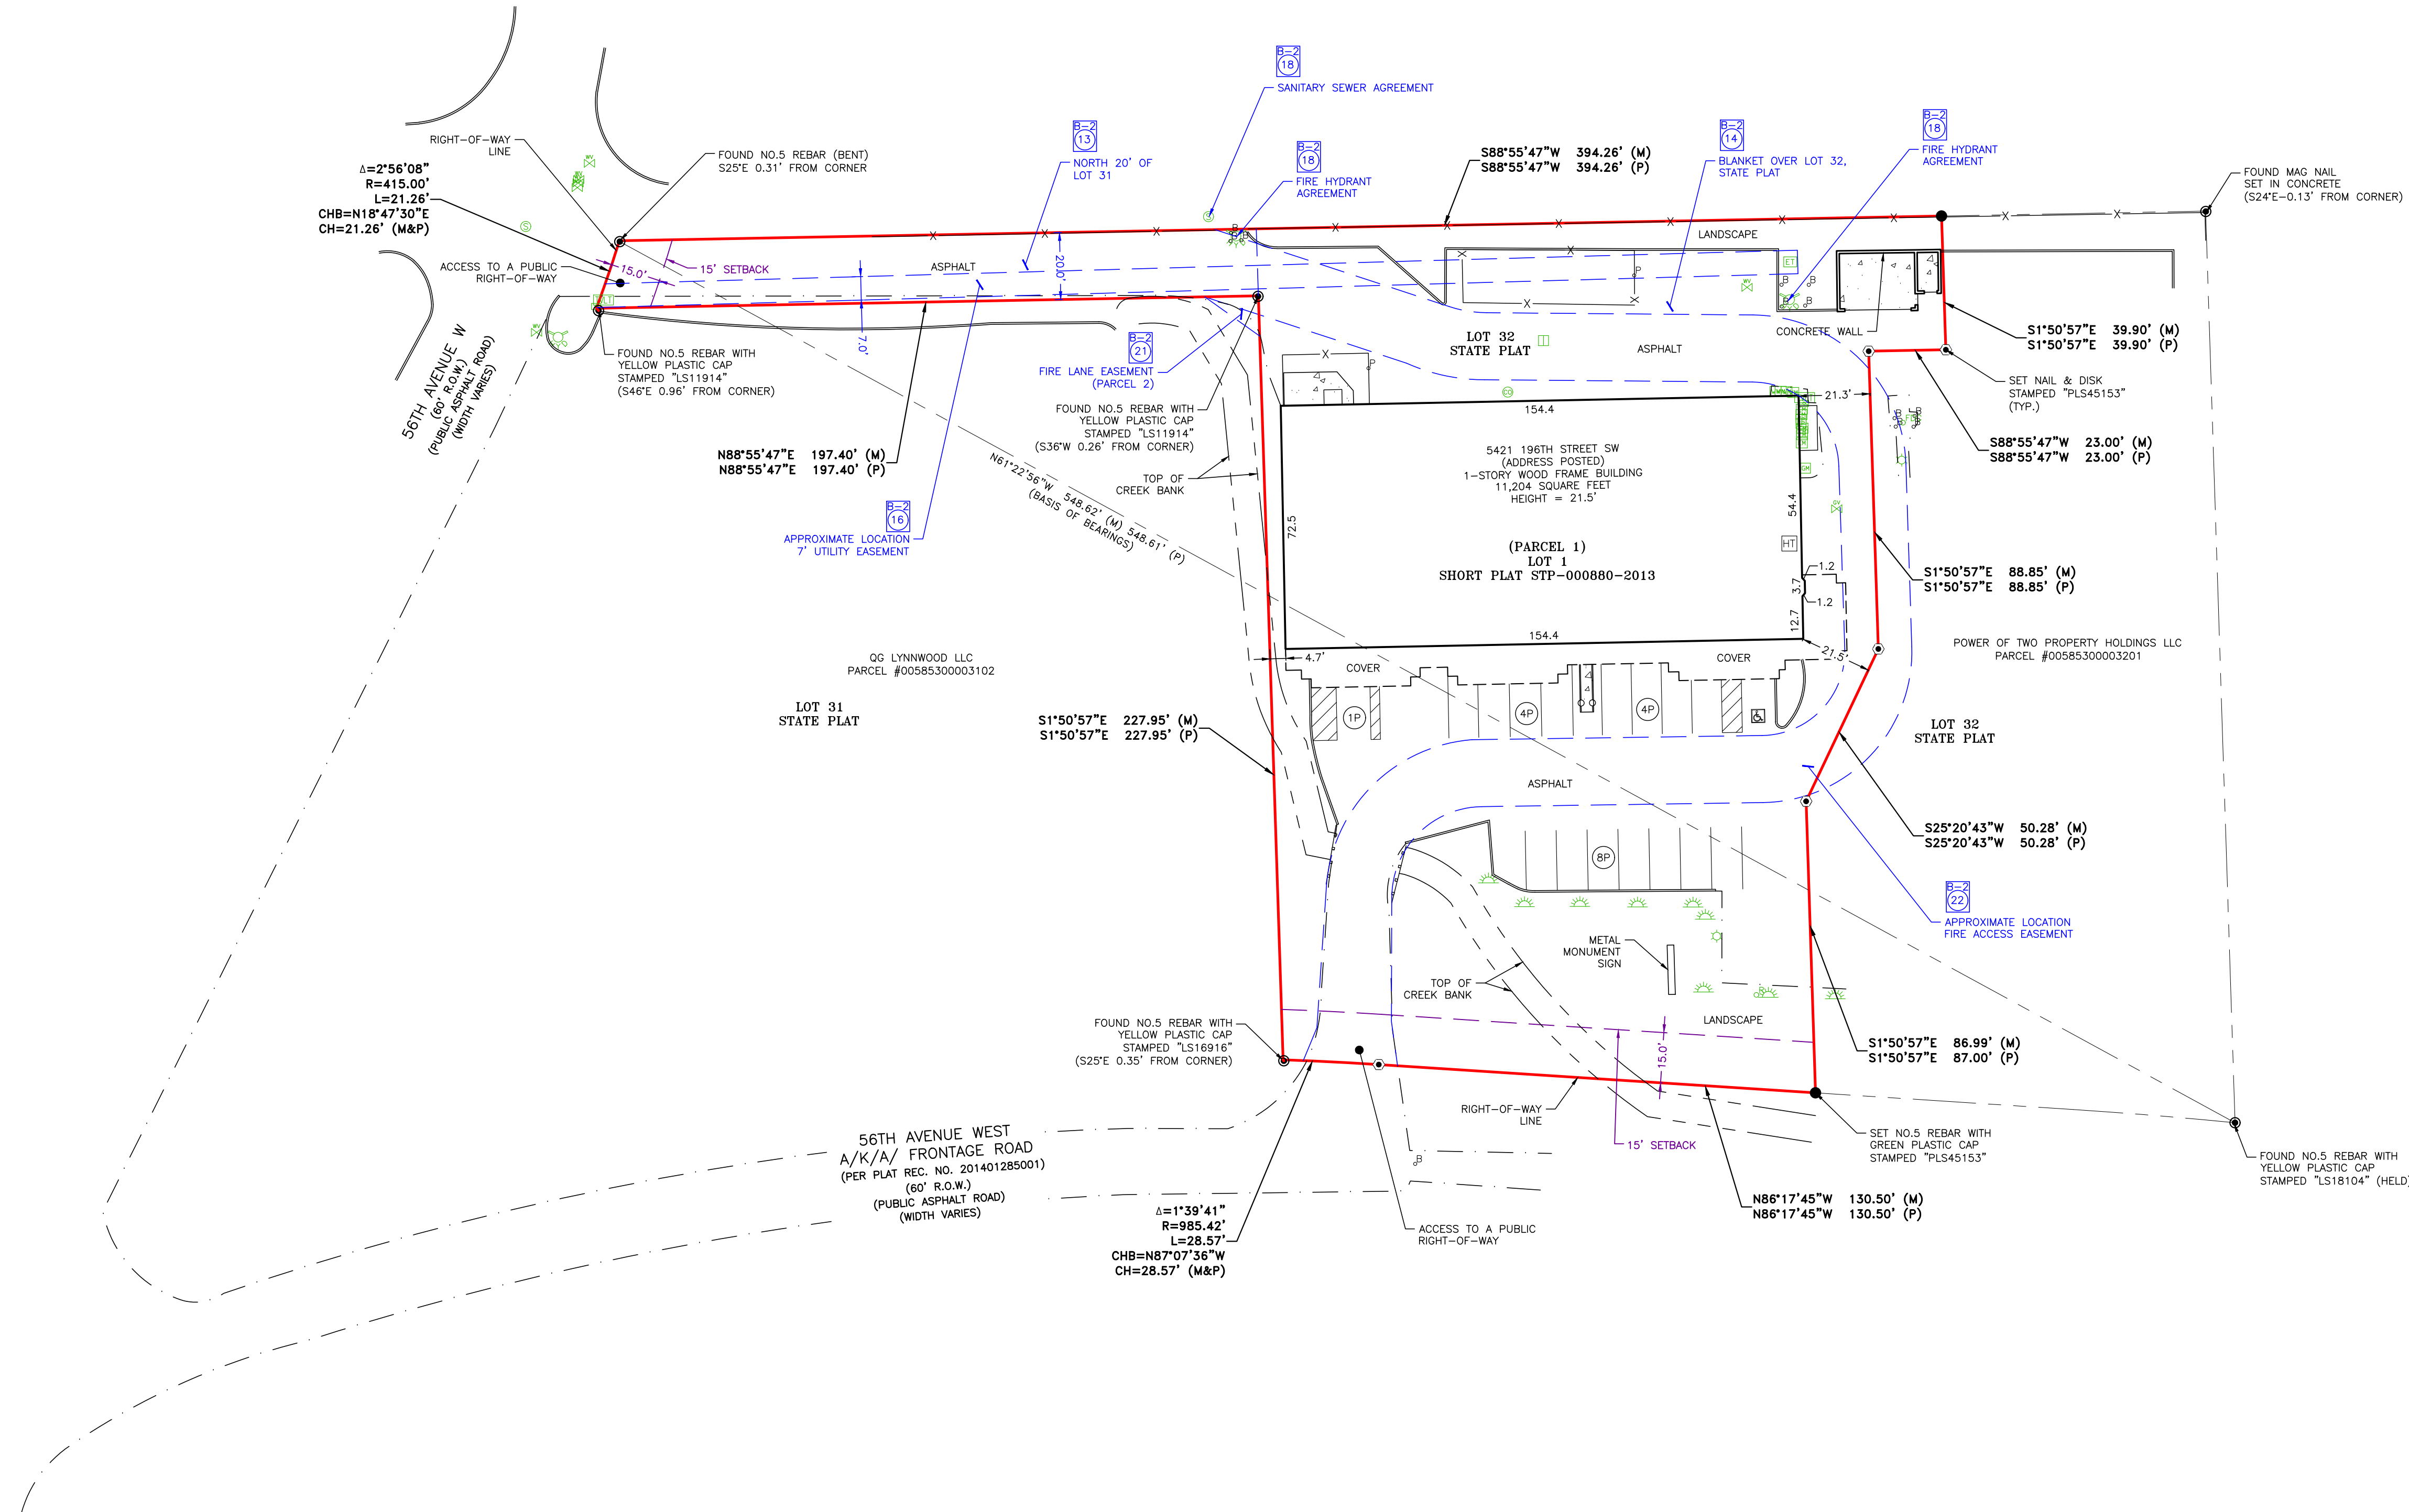 B-2
18
SANITARY SEWER AGREEMENT
B-2
13
NORTH 20' OF
LOT 31
B-2
18
FIRE HYDRANT
AGREEMENT
S88°55'47"W 394.26' (M)
S88°55'47"W 394.26' (P)
B-2
14
BLANKET OVER LOT 32,
STATE PLAT
B-2
18
FIRE HYDRANT
AGREEMENT
FOUND MAG NAIL
SET IN CONCRETE
(S24°E-0.13' FROM CORNER)
RIGHT-OF-WAY
LINE
FOUND NO.5 REBAR (BENT)
S25°E 0.31' FROM CORNER
Δ=2°56'08"
R=415.00'
L=21.26'
CHB=N18°47'30"E
CH=21.26' (M&P)
WV
S
S
ACCESS TO A PUBLIC
RIGHT-OF-WAY
15.0'
15' SETBACK
ASPHALT
20.0'
7.0'
LANDSCAPE
ET
WV
B
B
B
B
B
B
B
P
P
CONCRETE WALL
S1°50'57"E 39.90' (M)
S1°50'57"E 39.90' (P)
56TH AVENUE W
(60' R.O.W.)
(PUBLIC ASPHALT ROAD)
(WIDTH VARIES)
FOUND NO.5 REBAR WITH
YELLOW PLASTIC CAP
STAMPED "LS11914"
(S46°E 0.96' FROM CORNER)
B-2
21
FIRE LANE EASEMENT
(PARCEL 2)
LOT 32
STATE PLAT
ASPHALT
SET NAIL & DISK
STAMPED "PLS45153"
(TYP.)
21.3'
FOUND NO.5 REBAR WITH
YELLOW PLASTIC CAP
STAMPED "LS11914"
(S36°W 0.26' FROM CORNER)
CO
154.4
S88°55'47"W 23.00' (M)
S88°55'47"W 23.00' (P)
N88°55'47"E 197.40' (M)
N88°55'47"E 197.40' (P)
N61°22'56"W 548.62' (M) 548.61' (P)
(BASIS OF BEARINGS)
TOP OF
CREEK BANK
5421 196TH STREET SW
(ADDRESS POSTED)
1-STORY WOOD FRAME BUILDING
11,204 SQUARE FEET
HEIGHT = 21.5'
GM
GV
54.4
72.5
HT
B-2
16
APPROXIMATE LOCATION
7' UTILITY EASEMENT
(PARCEL 1)
LOT 1
SHORT PLAT STP-000880-2013
1.2
3.7
1.2
12.7
154.4
S1°50'57"E 88.85' (M)
S1°50'57"E 88.85' (P)
POWER OF TWO PROPERTY HOLDINGS LLC
PARCEL #00585300003201
QG LYNNWOOD LLC
PARCEL #00585300003102
4.7'
COVER
COVER
21.5'
LOT 31
STATE PLAT
S1°50'57"E 227.95' (M)
S1°50'57"E 227.95' (P)
1P
4P
4P
LOT 32
STATE PLAT
ASPHALT
S25°20'43"W 50.28' (M)
S25°20'43"W 50.28' (P)
8P
B-2
22
APPROXIMATE LOCATION
FIRE ACCESS EASEMENT
METAL
MONUMENT
SIGN
TOP OF
CREEK BANK
LANDSCAPE
FOUND NO.5 REBAR WITH
YELLOW PLASTIC CAP
STAMPED "LS16916"
(S25°E 0.35' FROM CORNER)
15.0'
S1°50'57"E 86.99' (M)
S1°50'57"E 87.00' (P)
RIGHT-OF-WAY
LINE
15' SETBACK
SET NO.5 REBAR WITH
GREEN PLASTIC CAP
STAMPED "PLS45153"
FOUND NO.5 REBAR WITH
YELLOW PLASTIC CAP
STAMPED "LS18104" (HELD)
56TH AVENUE WEST
A/K/A/ FRONTAGE ROAD
(PER PLAT REC. NO. 201401285001)
(60' R.O.W.)
(PUBLIC ASPHALT ROAD)
(WIDTH VARIES)
B
N86°17'45"W 130.50' (M)
N86°17'45"W 130.50' (P)
Δ=1°39'41"
R=985.42'
L=28.57'
CHB=N87°07'36"W
CH=28.57' (M&P)
ACCESS TO A PUBLIC
RIGHT-OF-WAY